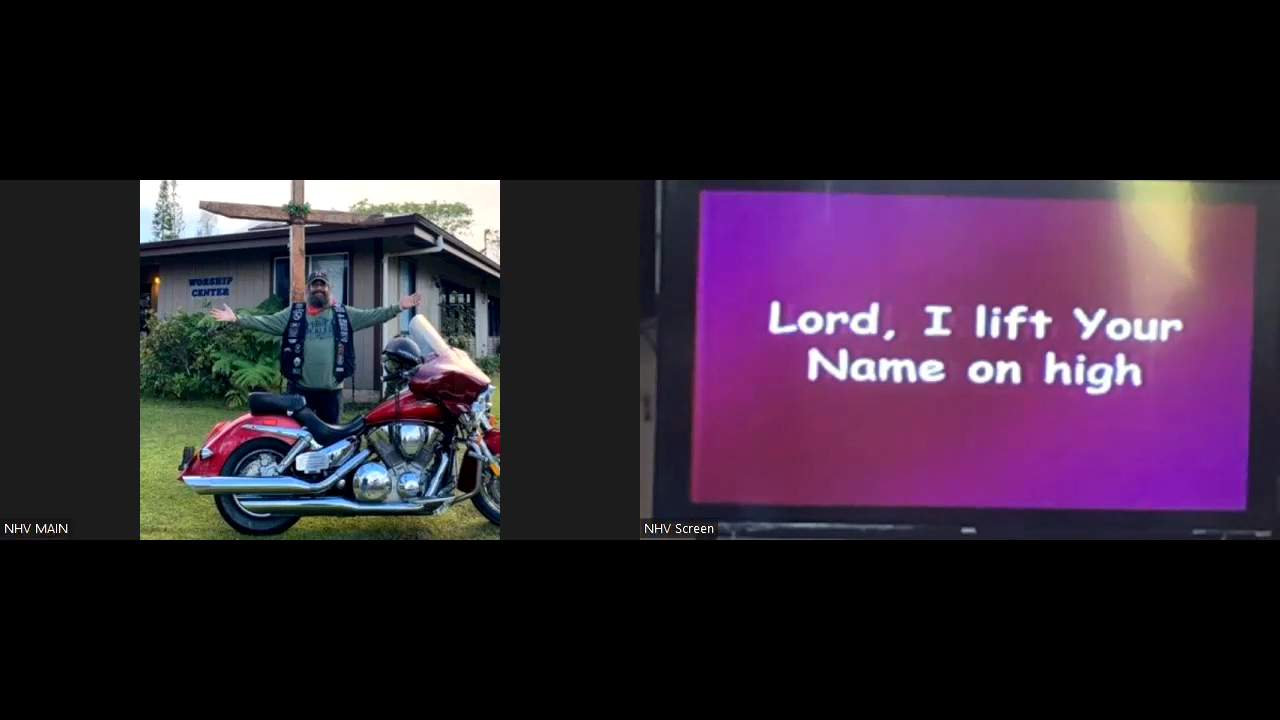 WORSHIP
CENTER
NHV MAIN
Lord, I lift Your
Name on high
NHV Screen